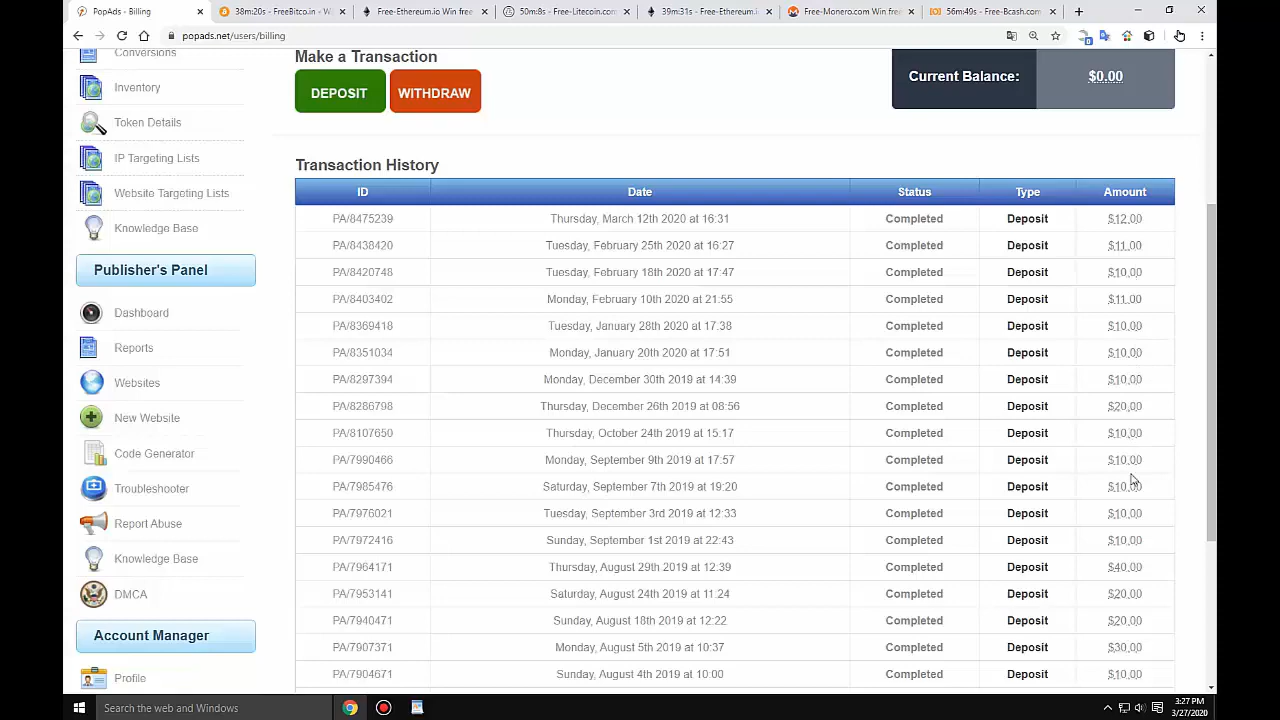 PopAds - Billing
38m:20s - FreeBitco.in - W
Free-Ethereum.io Win free
50m:8s - Free-Litecoin.com
39m:31s - Free-Ethereum.i
Free-Monero.com Win free
56m:49s - Free-Bcash.com
popads.net/users/billing
Conversions
Inventory
Token Details
IP Targeting Lists
Website Targeting Lists
Knowledge Base
Publisher's Panel
Dashboard
Reports
Websites
New Website
Code Generator
Troubleshooter
Report Abuse
Knowledge Base
DMCA
Account Manager
Profile
Make a Transaction
DEPOSIT WITHDRAW
Current Balance: $0.00
Transaction History
ID Date Status Type Amount
PA/8475239 Thursday, March 12th 2020 at 16:31 Completed Deposit $12.00
PA/8438420 Tuesday, February 25th 2020 at 16:27 Completed Deposit $11.00
PA/8420748 Tuesday, February 18th 2020 at 17:47 Completed Deposit $10.00
PA/8403402 Monday, February 10th 2020 at 21:55 Completed Deposit $11.00
PA/8369418 Tuesday, January 28th 2020 at 17:38 Completed Deposit $10.00
PA/8351034 Monday, January 20th 2020 at 17:51 Completed Deposit $10.00
PA/8297394 Monday, December 30th 2019 at 14:39 Completed Deposit $10.00
PA/8286798 Thursday, December 26th 2019 at 08:56 Completed Deposit $20.00
PA/8107650 Thursday, October 24th 2019 at 15:17 Completed Deposit $10.00
PA/7990466 Monday, September 9th 2019 at 17:57 Completed Deposit $10.00
PA/7985476 Saturday, September 7th 2019 at 19:20 Completed Deposit $10.00
PA/7976021 Tuesday, September 3rd 2019 at 12:33 Completed Deposit $10.00
PA/7972416 Sunday, September 1st 2019 at 22:43 Completed Deposit $10.00
PA/7964171 Thursday, August 29th 2019 at 12:39 Completed Deposit $40.00
PA/7953141 Saturday, August 24th 2019 at 11:24 Completed Deposit $20.00
PA/7940471 Sunday, August 18th 2019 at 12:22 Completed Deposit $20.00
PA/7907371 Monday, August 5th 2019 at 10:37 Completed Deposit $30.00
PA/7904671 Sunday, August 4th 2019 at 10:00 Completed Deposit $10.00
Search the web and Windows
3:27 PM
3/27/2020